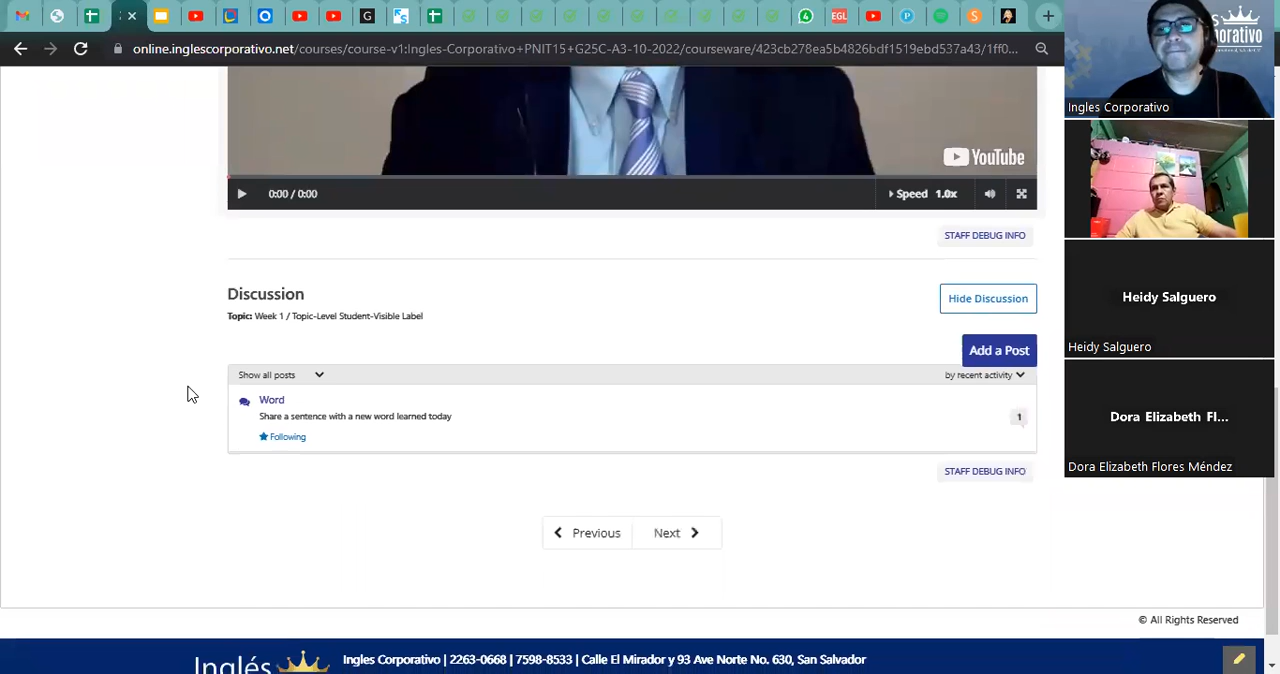 online.inglescorporativo.net/courses/course-v1:Ingles-Corporativo+PNIT15+G25C-A3-10-2022/courseware/423cb278ea5b4826bdf1519ebd537a43/1ff0...
YouTube
0:00 / 0:00
Speed 1.0x
STAFF DEBUG INFO
Discussion
Hide Discussion
Topic: Week 1 / Topic-Level Student-Visible Label
Add a Post
Show all posts
by recent activity
Word
Share a sentence with a new word learned today
1
Following
STAFF DEBUG INFO
Previous
Next
© All Rights Reserved
Inglés
Ingles Corporativo | 2263-0668 | 7598-8533 | Calle El Mirador y 93 Ave Norte No. 630, San Salvador
orativo
Ingles Corporativo
Heidy Salguero
Heidy Salguero
Dora Elizabeth Fl...
Dora Elizabeth Flores Méndez